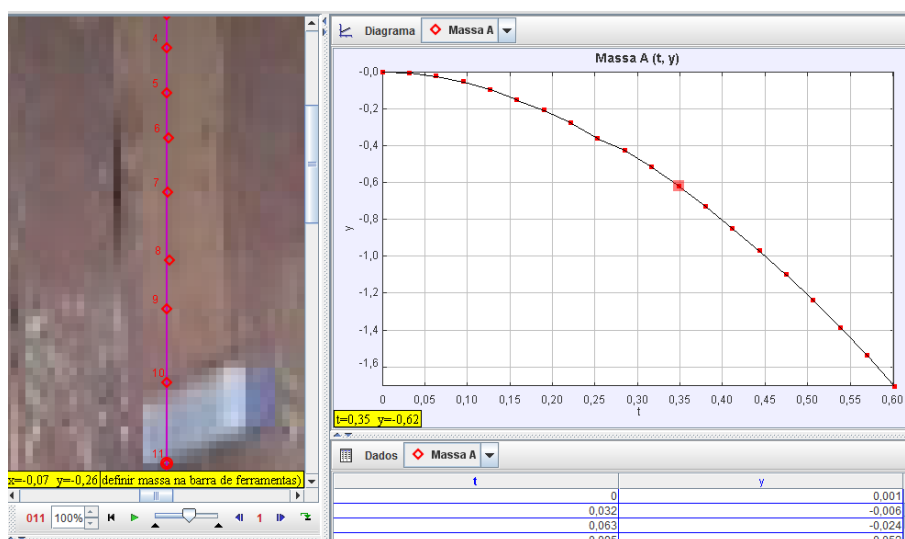 4
5
6
7
8
9
10
11
x=-0,07 y=-0,26 definir massa na barra de ferramentas)
011 100% 1
Diagrama Massa A
Massa A (t, y)
-0,0
-0,2
-0,4
-0,6
-0,8
-1,0
-1,2
-1,4
-1,6
y
0 0,05 0,10 0,15 0,20 0,25 0,30 0,35 0,40 0,45 0,50 0,55 0,60
t
t=0,35 y=-0,62
Dados Massa A
t y
0 0,001
0,032 -0,006
0,063 -0,024